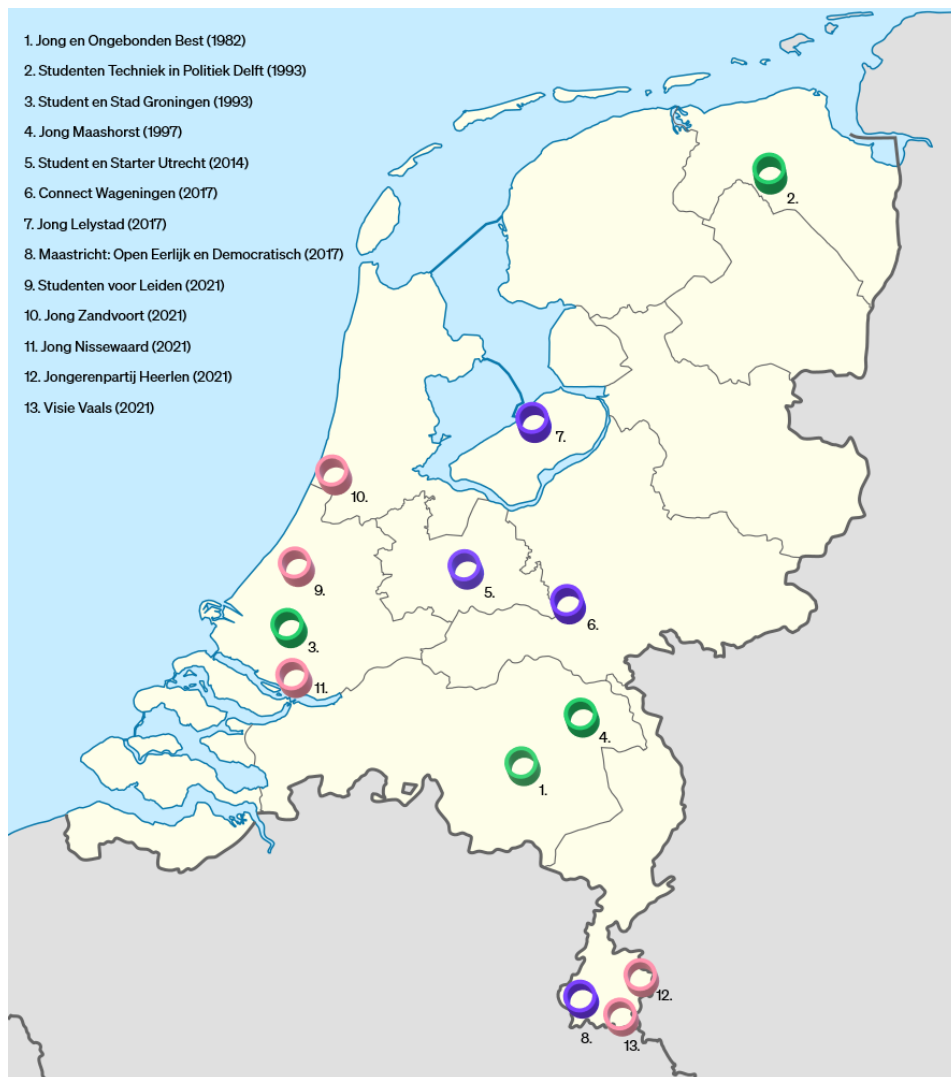 1. Jong en Ongebonden Best (1982)
2. Studenten Techniek in Politiek Delft (1993)
3. Student en Stad Groningen (1993)
4. Jong Maashorst (1997)
5. Student en Starter Utrecht (2014)
6. Connect Wageningen (2017)
7. Jong Lelystad (2017)
8. Maastricht: Open Eerlijk en Democratisch (2017)
9. Studenten voor Leiden (2021)
10. Jong Zandvoort (2021)
11. Jong Nissewaard (2021)
12. Jongerenpartij Heerlen (2021)
13. Visie Vaals (2021)
2.
7.
10.
9.
5.
6.
3.
11.
4.
1.
12.
8.
13.